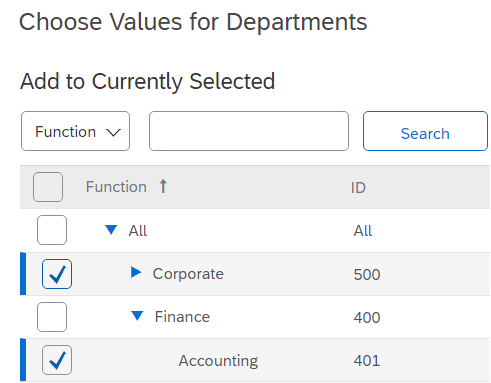 Choose Values for Departments
Add to Currently Selected
Function Search
Function ↑ ID
All All
Corporate 500
Finance 400
Accounting 401